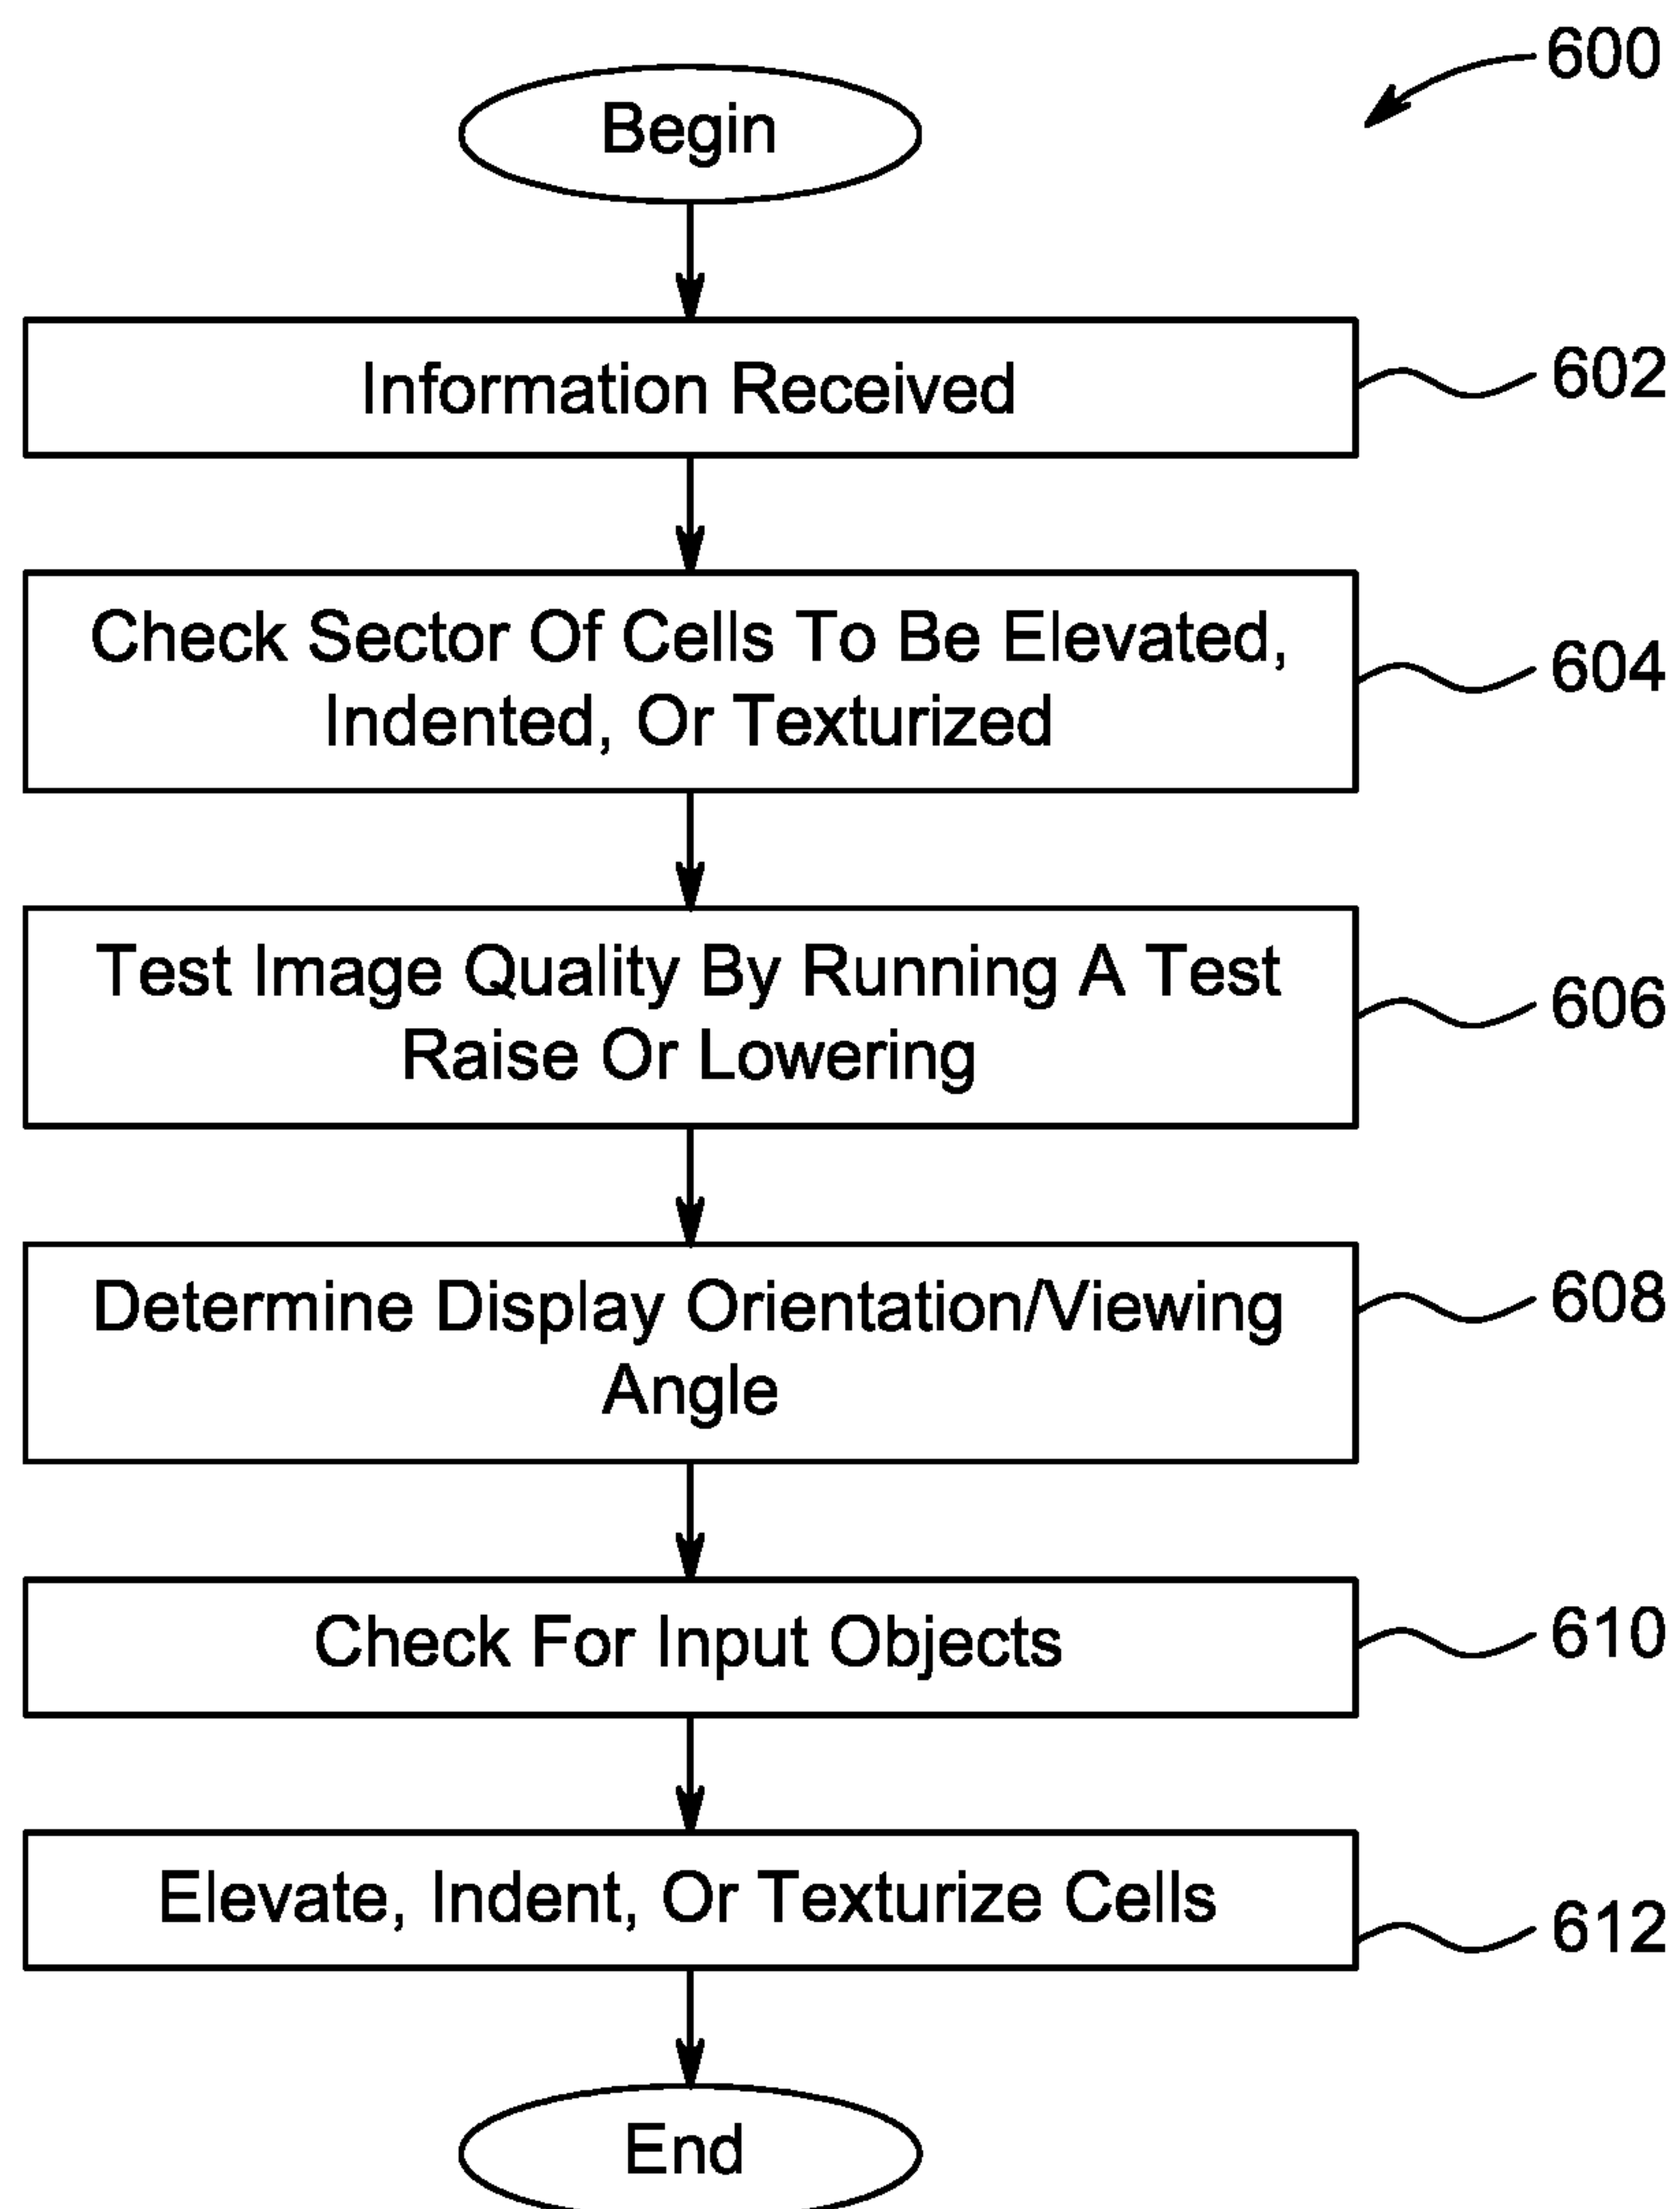 600
Begin
Information Received
602
Check Sector Of Cells To Be Elevated,
Indented, Or Texturized
604
Test Image Quality By Running A Test
Raise Or Lowering
606
Determine Display Orientation/Viewing
Angle
608
Check For Input Objects
610
Elevate, Indent, Or Texturize Cells
612
End